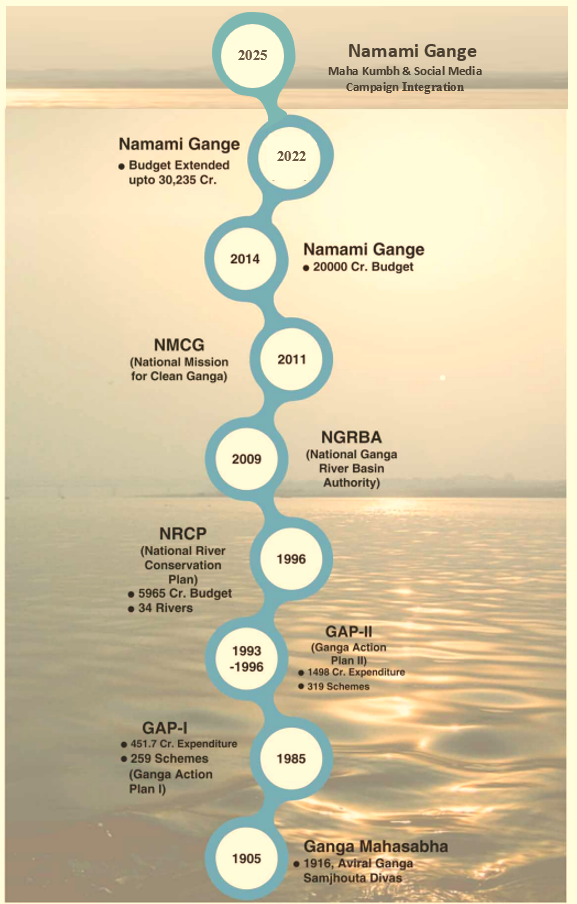 2025
Namami Gange
Maha Kumbh & Social Media
Campaign Integration
Namami Gange
• Budget Extended
upto 30,235 Cr.
2022
2014
Namami Gange
• 20000 Cr. Budget
NMCG
(National Mission
for Clean Ganga)
2011
2009
NGRBA
(National Ganga
River Basin
Authority)
NRCP
(National River
Conservation
Plan)
• 5965 Cr. Budget
• 34 Rivers
1996
1993
-1996
GAP-II
(Ganga Action
Plan II)
• 1498 Cr. Expenditure
• 319 Schemes
GAP-I
• 451.7 Cr. Expenditure
• 259 Schemes
(Ganga Action
Plan I)
1985
1905
Ganga Mahasabha
• 1916, Aviral Ganga
Samjhouta Divas